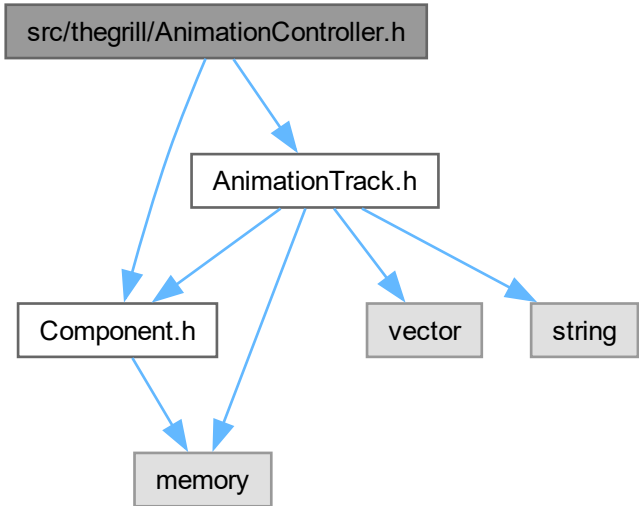 src/thegrill/AnimationController.h
AnimationTrack.h
Component.h
vector
string
memory